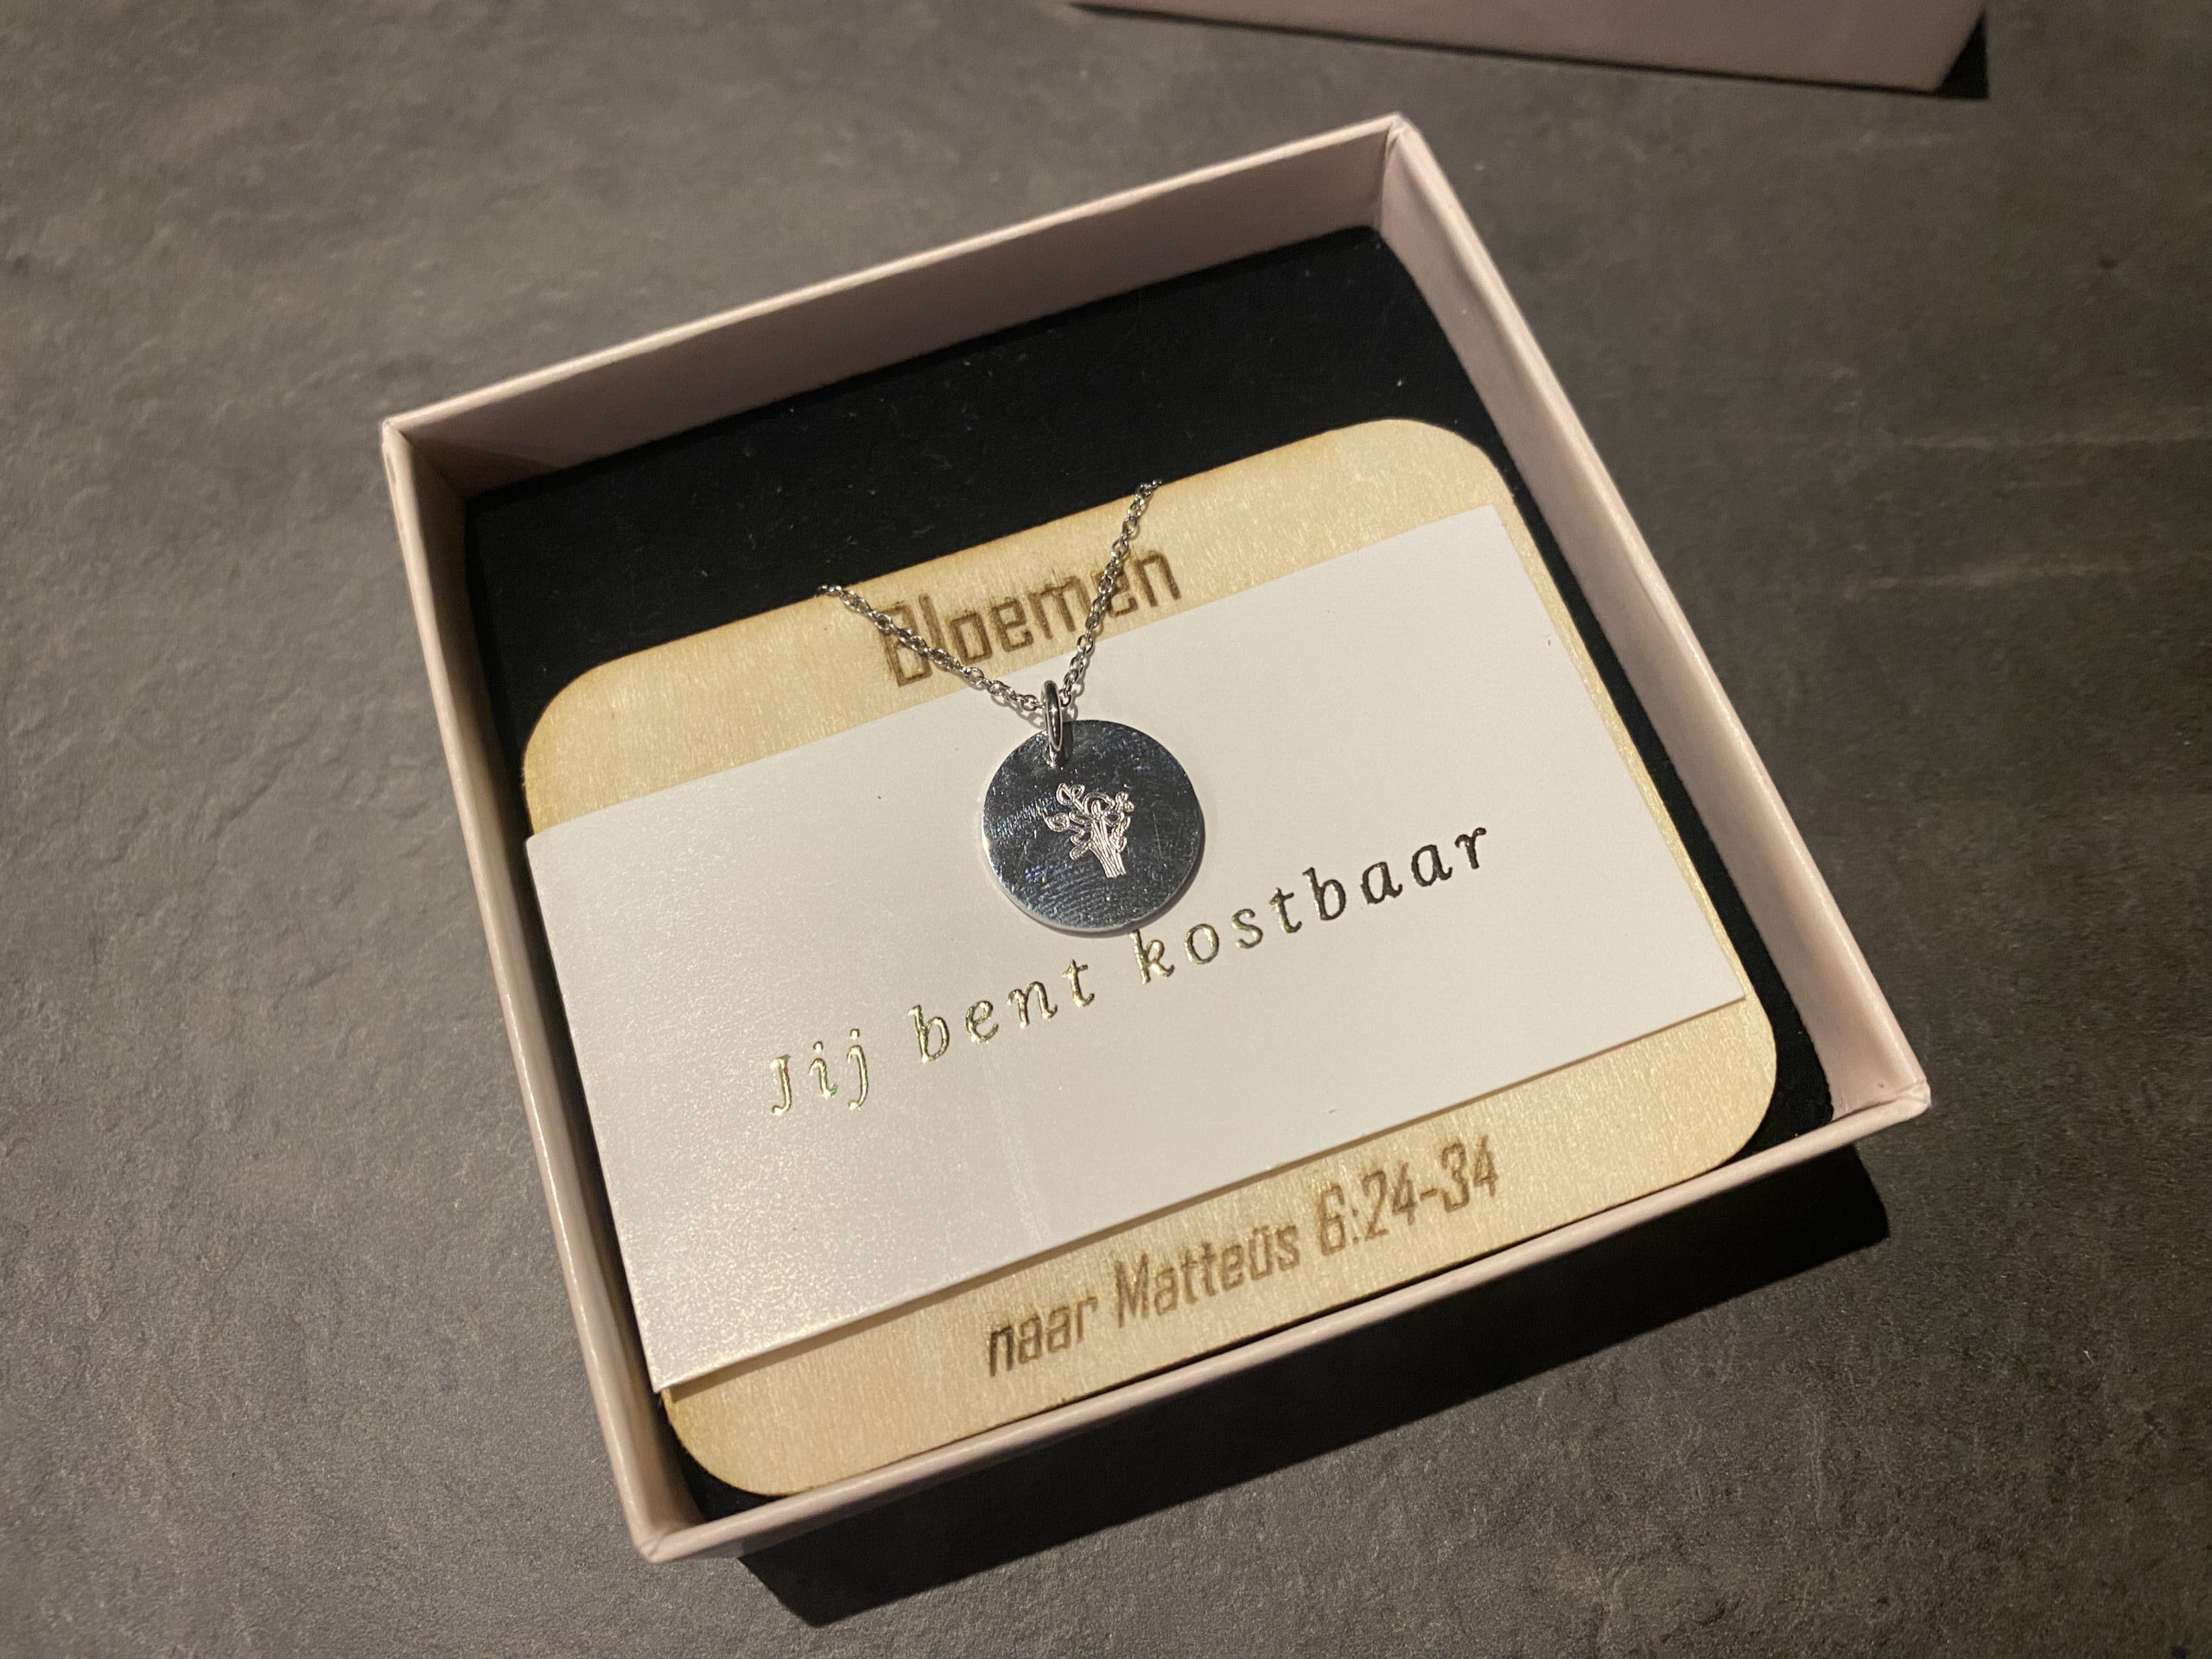 Bloemen
Jij bent kostbaar
naar Matteüs 6:24-34